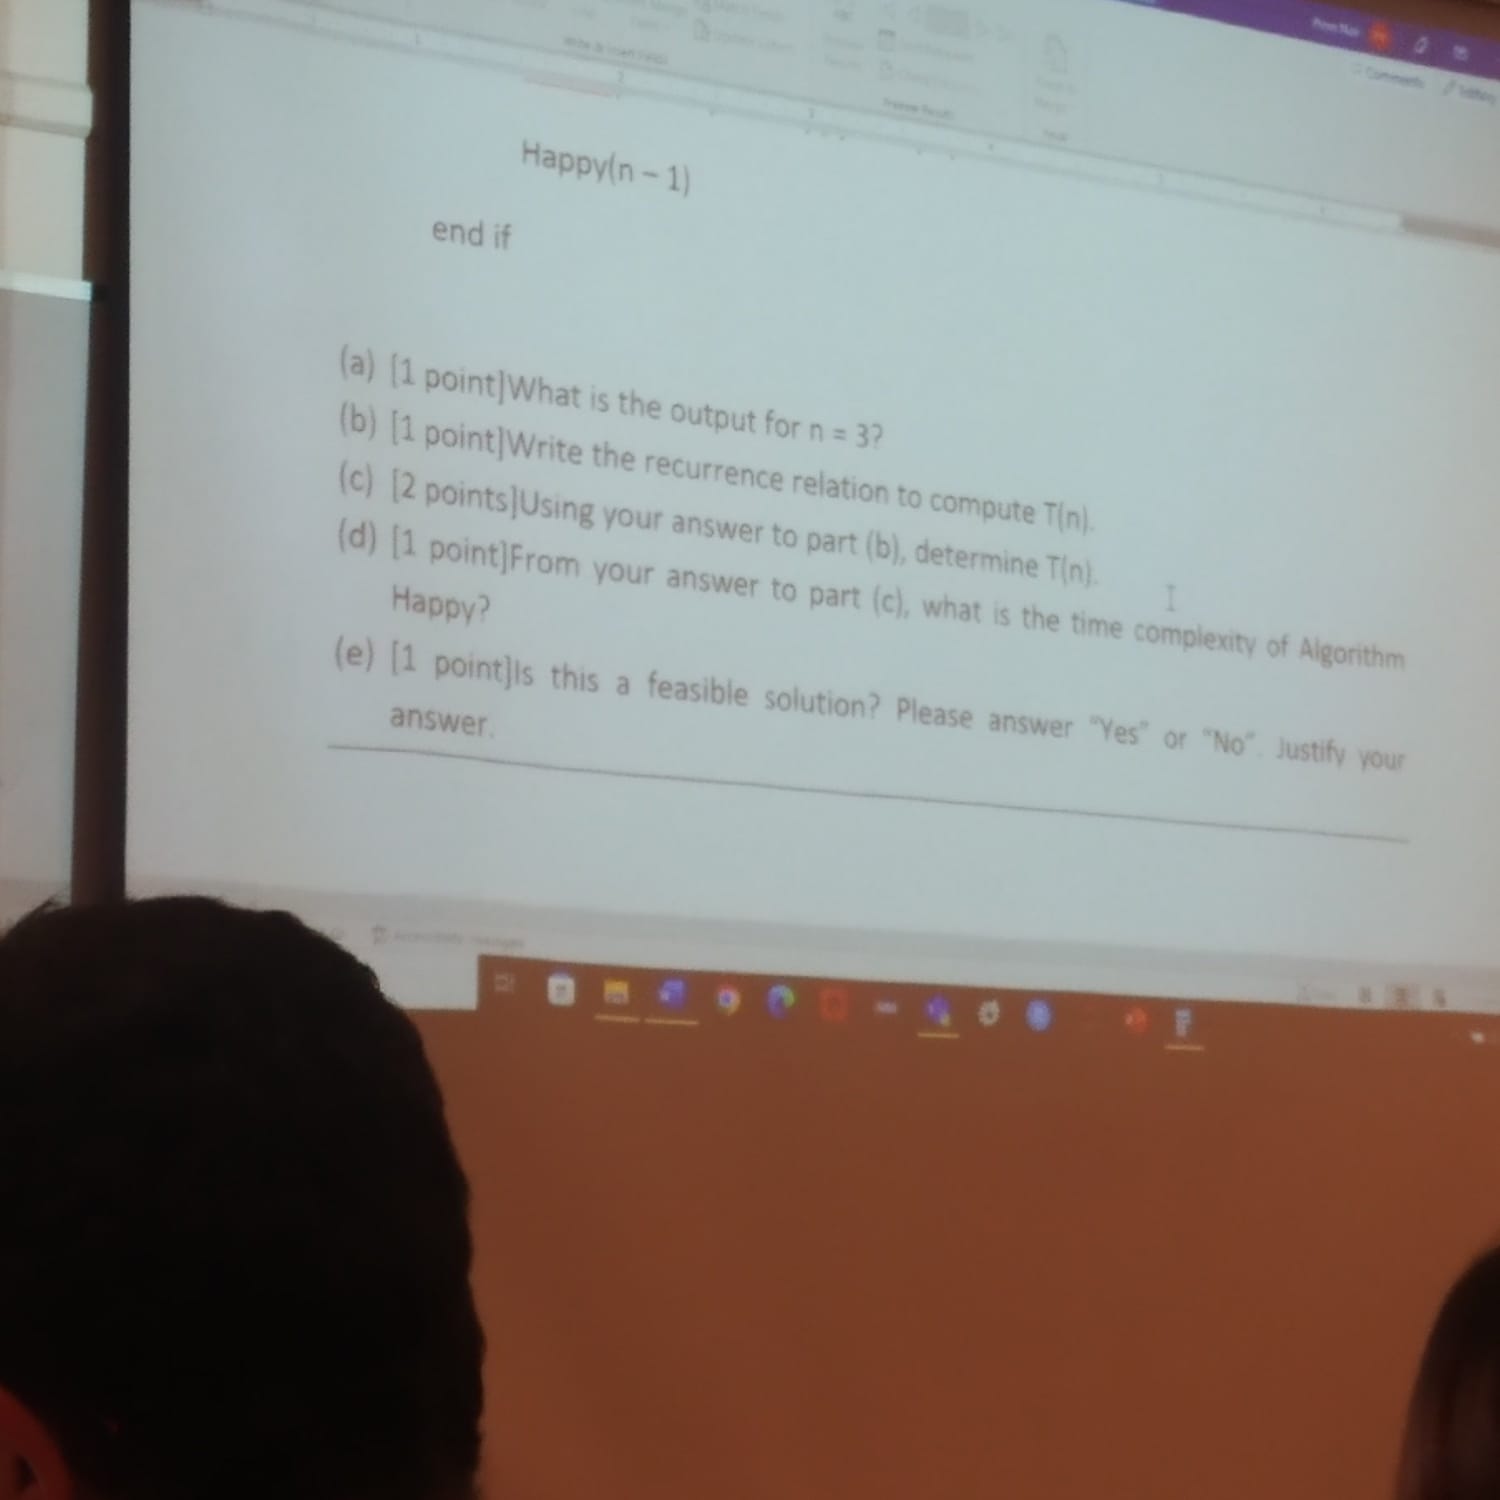 Comments
Happy(n – 1)
end if
(a) [1 point]What is the output for n = 3?
(b) [1 point]Write the recurrence relation to compute T(n).
(c) [2 points]Using your answer to part (b), determine T(n).
(d) [1 point]From your answer to part (c), what is the time complexity of Algorithm
Happy?
(e) [1 point]Is this a feasible solution? Please answer “Yes” or “No”. Justify your
answer.